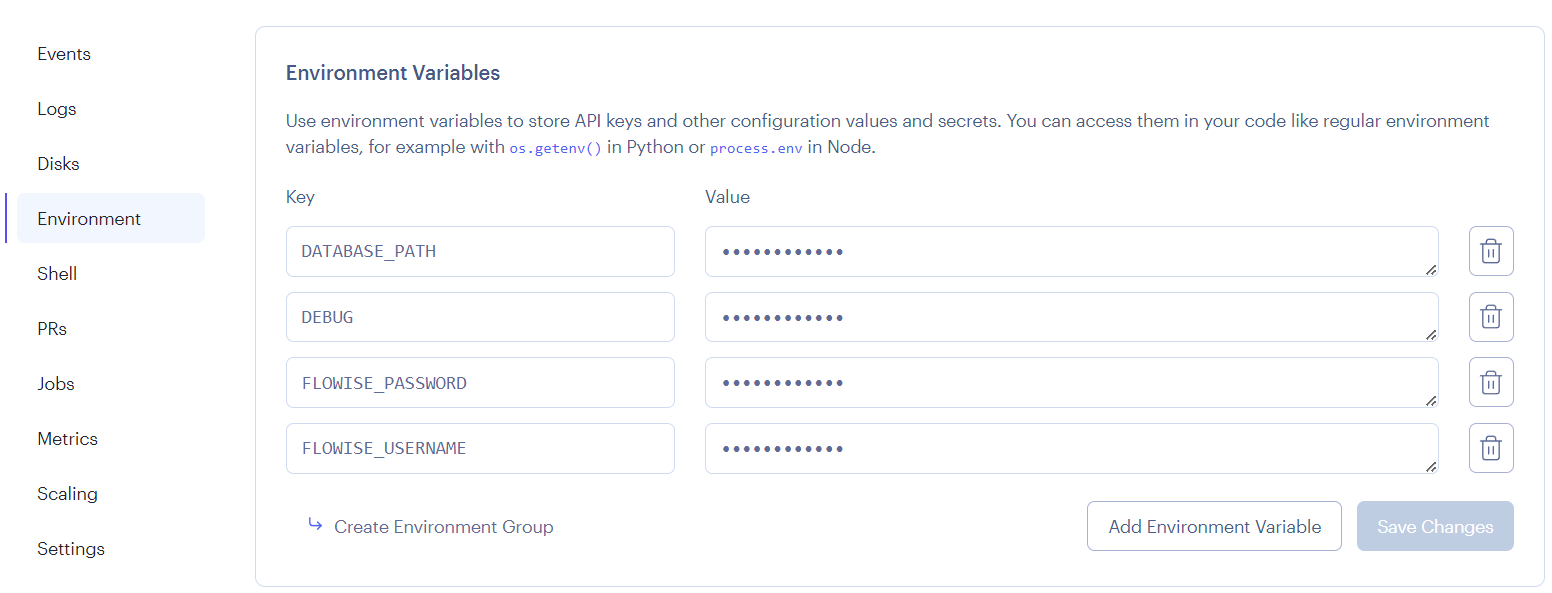 Events
Logs
Disks
Environment
Shell
PRs
Jobs
Metrics
Scaling
Settings
Environment Variables
Use environment variables to store API keys and other configuration values and secrets. You can access them in your code like regular environment
variables, for example with os.getenv() in Python or process.env in Node.
Key Value
DATABASE_PATH ••••••••••••
DEBUG ••••••••••••
FLOWISE_PASSWORD ••••••••••••
FLOWISE_USERNAME ••••••••••••
Create Environment Group Add Environment Variable Save Changes